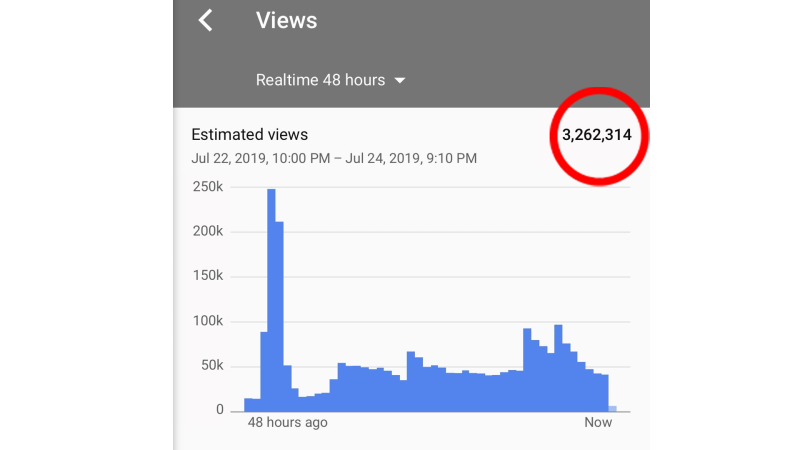 Views
Realtime 48 hours
Estimated views
3,262,314
Jul 22, 2019, 10:00 PM – Jul 24, 2019, 9:10 PM
250k
200k
150k
100k
50k
0
48 hours ago
Now